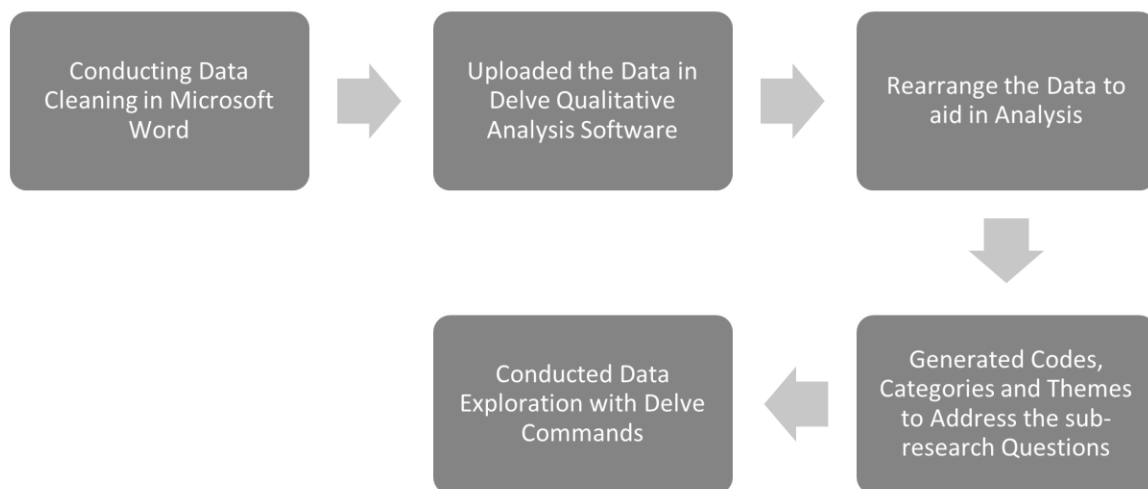 Conducting Data
Cleaning in Microsoft
Word
Uploaded the Data in
Delve Qualitative
Analysis Software
Rearrange the Data to
aid in Analysis
Generated Codes,
Categories and Themes
to Address the sub-
research Questions
Conducted Data
Exploration with Delve
Commands